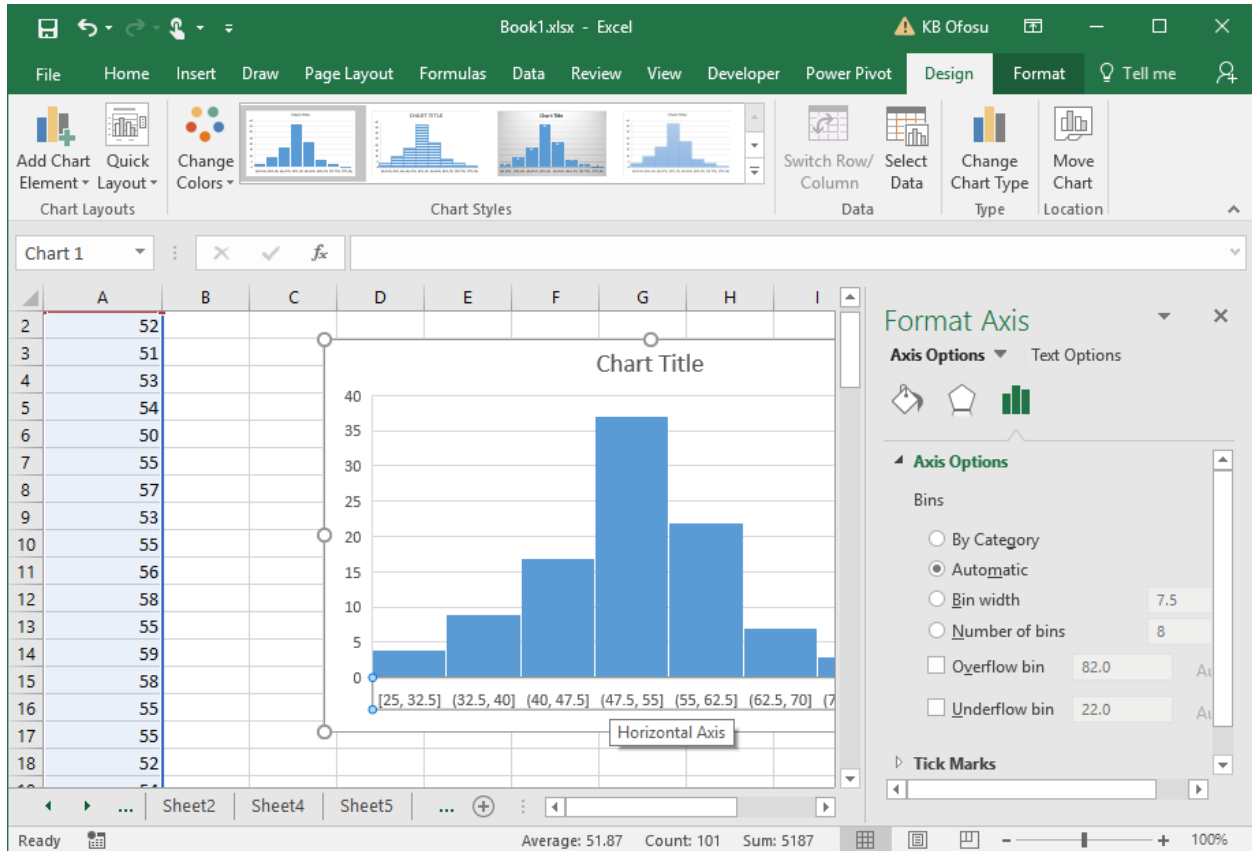 Book1.xlsx - Excel
KB Ofosu
File Home Insert Draw Page Layout Formulas Data Review View Developer Power Pivot Design Format Tell me
Add Chart Element
Quick Layout
Change Colors
Switch Row/ Column
Select Data
Change Chart Type
Move Chart
Chart Layouts
Chart Styles
Data
Type
Location
Chart 1
fx
A B C D E F G H I
2 52
3 51
4 53
5 54
6 50
7 55
8 57
9 53
10 55
11 56
12 58
13 55
14 59
15 58
16 55
17 55
18 52
Chart Title
40
35
30
25
20
15
10
5
0
[25, 32.5] (32.5, 40] (40, 47.5] (47.5, 55] (55, 62.5] (62.5, 70] (7
Horizontal Axis
Format Axis
Axis Options Text Options
Axis Options
Bins
By Category
Automatic
Bin width 7.5
Number of bins 8
Overflow bin 82.0
Underflow bin 22.0
Tick Marks
... Sheet2 Sheet4 Sheet5 ...
Ready Average: 51.87 Count: 101 Sum: 5187 100%